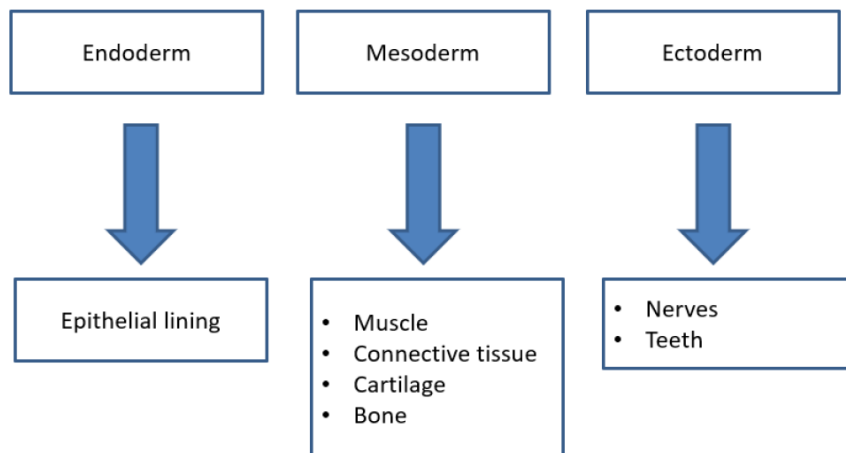 Endoderm
Mesoderm
Ectoderm
Epithelial lining
• Muscle
• Connective tissue
• Cartilage
• Bone
• Nerves
• Teeth